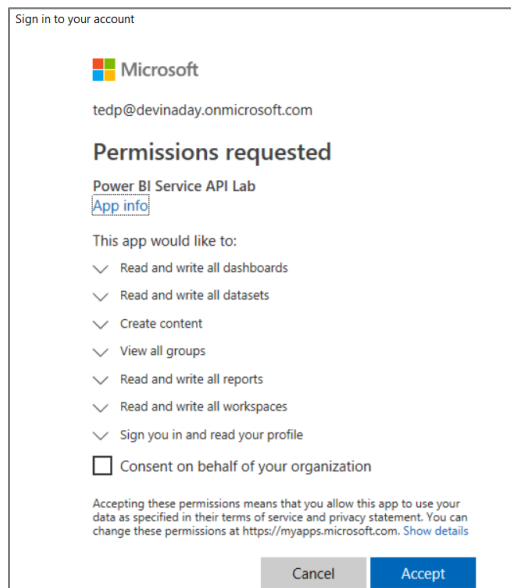 Sign in to your account
Microsoft
tedp@devinaday.onmicrosoft.com
Permissions requested
Power BI Service API Lab
App info
This app would like to:
Read and write all dashboards
Read and write all datasets
Create content
View all groups
Read and write all reports
Read and write all workspaces
Sign you in and read your profile
Consent on behalf of your organization
Accepting these permissions means that you allow this app to use your
data as specified in their terms of service and privacy statement. You can
change these permissions at https://myapps.microsoft.com. Show details
Cancel Accept